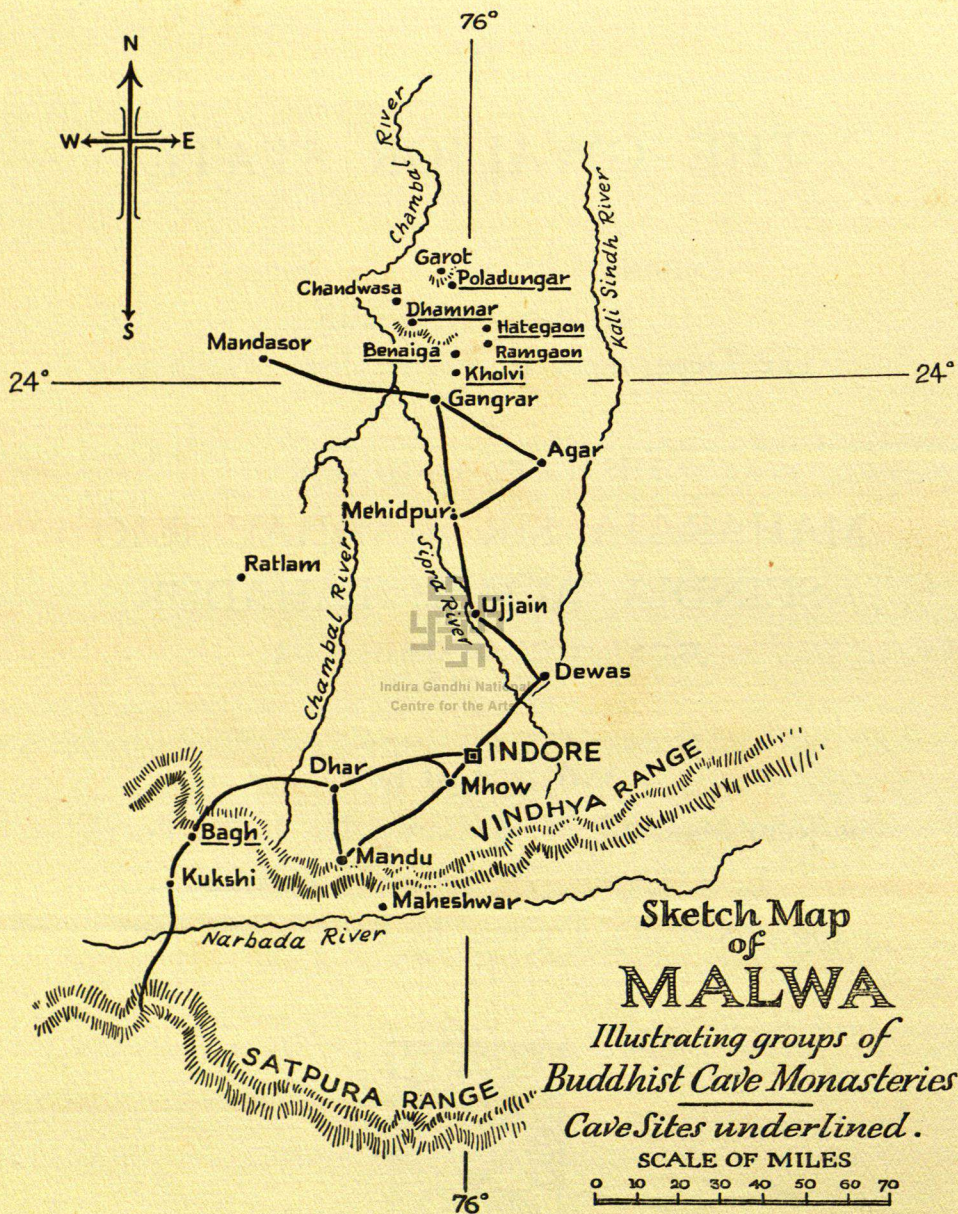 76°
N
W E
S
Chambal River
Kali Sindh River
Garot
Poladungar
Chandwasa
Dhamnar
Hategaon
Mandasor
Benaiga
Ramgaon
24°
Kholvi
24°
Gangrar
Agar
Mehidpur
Ratlam
Sipra River
Ujjain
Chambal River
Dewas
Indira Gandhi National
Centre for the Arts
INDORE
Dhar
Mhow
VINDHYA RANGE
Bagh
Mandu
Kukshi
Maheshwar
Narbada River
Sketch Map
of
MALWA
Illustrating groups of
Buddhist Cave Monasteries
Cave Sites underlined.
SATPURA RANGE
SCALE OF MILES
0 10 20 30 40 50 60 70
76°